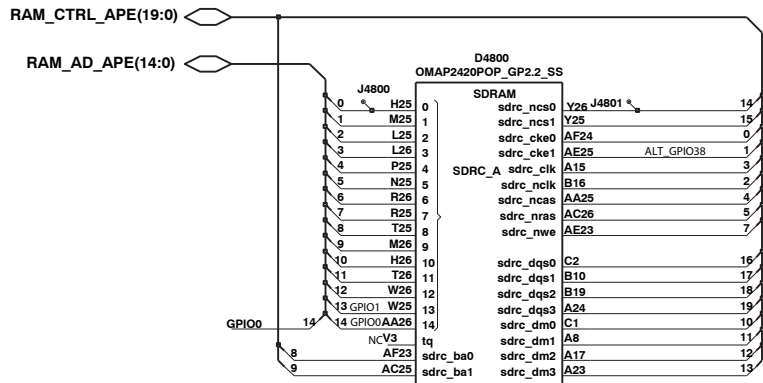 RAM_CTRL_APE(19:0)
RAM_AD_APE(14:0)
D4800
OMAP2420POP_GP2.2_SS
J4800 SDRAM
0 H25 0 sdrc_ncs0 Y26 J4801 14
1 M25 1 sdrc_ncs1 Y25 15
2 L25 2 sdrc_cke0 AF24 0
3 L26 3 sdrc_cke1 AE25 ALT_GPIO38 1
4 P25 4 SDRC_A sdrc_clk A15 3
5 N25 5 sdrc_nclk B16 2
6 R26 6 sdrc_ncas AA25 4
7 R25 7 sdrc_nras AC26 5
8 T25 8 sdrc_nwe AE23 7
9 M26 9
10 H26 10 sdrc_dqs0 C2 16
11 T26 11 sdrc_dqs1 B10 17
12 W26 12 sdrc_dqs2 B19 18
13 GPIO1 W25 13 sdrc_dqs3 A24 19
GPIO0 14 14 GPIO0 AA26 14 sdrc_dm0 C1 10
NC V3 tq sdrc_dm1 A8 11
8 AF23 sdrc_ba0 sdrc_dm2 A17 12
9 AC25 sdrc_ba1 sdrc_dm3 A23 13